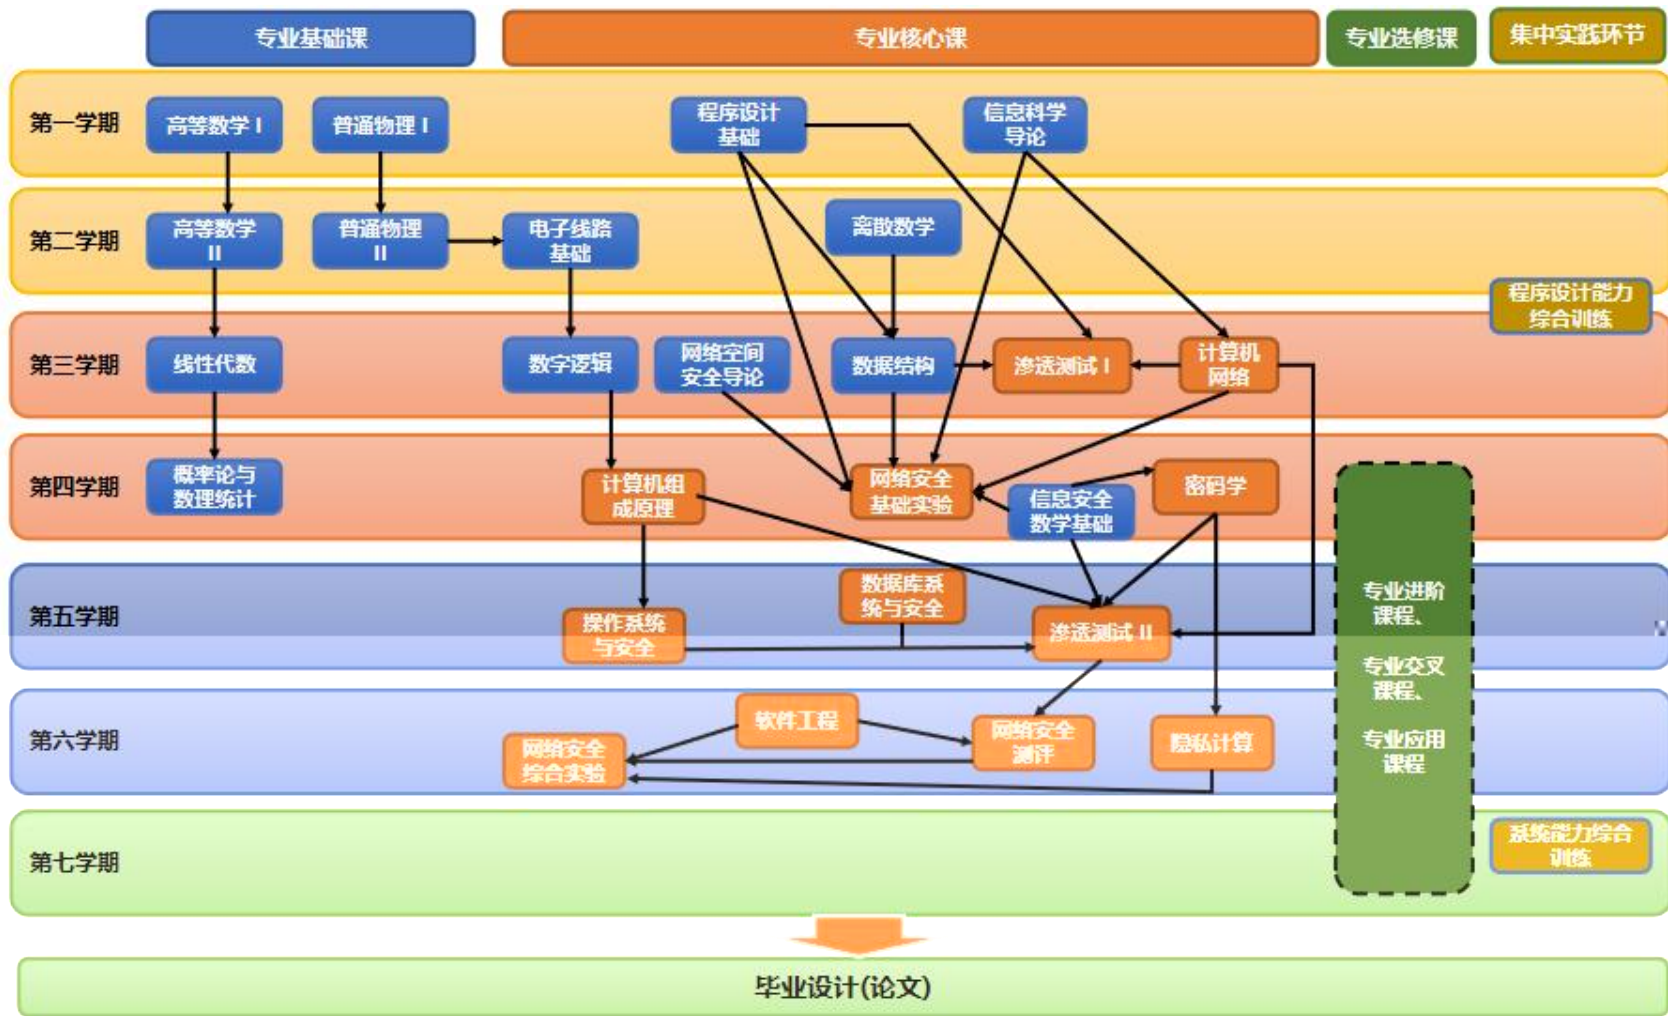 专业基础课
专业核心课
专业选修课
集中实践环节
第一学期
高等数学 I
普通物理 I
程序设计
基础
信息科学
导论
第二学期
高等数学
II
普通物理
II
电子线路
基础
离散数学
程序设计能力
综合训练
第三学期
线性代数
数字逻辑
网络空间
安全导论
数据结构
渗透测试 I
计算机
网络
第四学期
概率论与
数理统计
计算机组
成原理
网络安全
基础实验
信息安全
数学基础
密码学
第五学期
操作系统
与安全
数据库系
统与安全
渗透测试 II
专业进阶
课程、
专业交叉
课程、
专业应用
课程
第六学期
网络安全
综合实验
软件工程
网络安全
测评
隐私计算
第七学期
系统能力综合
训练
毕业设计(论文)